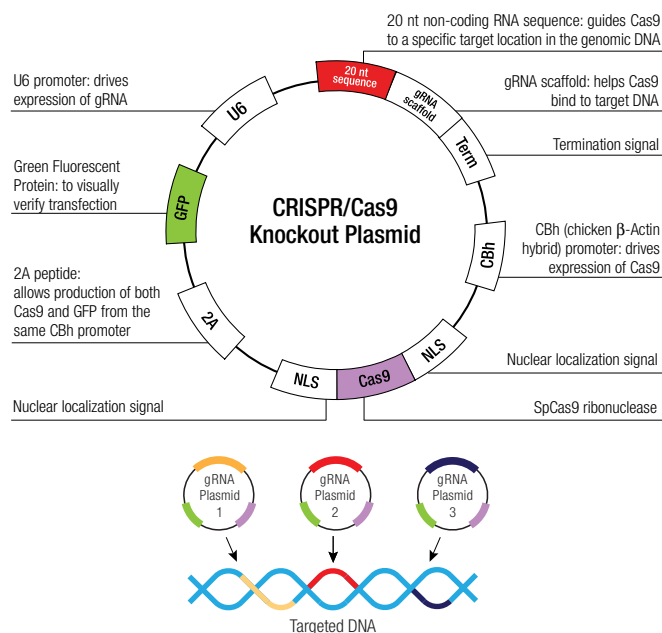 20 nt non-coding RNA sequence: guides Cas9
to a specific target location in the genomic DNA
U6 promoter: drives
expression of gRNA
gRNA scaffold: helps Cas9
bind to target DNA
Termination signal
Green Fluorescent
Protein: to visually
verify transfection
CBh (chicken β-Actin
hybrid) promoter: drives
expression of Cas9
2A peptide:
allows production of both
Cas9 and GFP from the
same CBh promoter
Nuclear localization signal
Nuclear localization signal
SpCas9 ribonuclease
20 nt
sequence
gRNA
scaffold
Term
CBh
NLS
Cas9
NLS
2A
GFP
U6
CRISPR/Cas9
Knockout Plasmid
gRNA
Plasmid
1
gRNA
Plasmid
2
gRNA
Plasmid
3
Targeted DNA